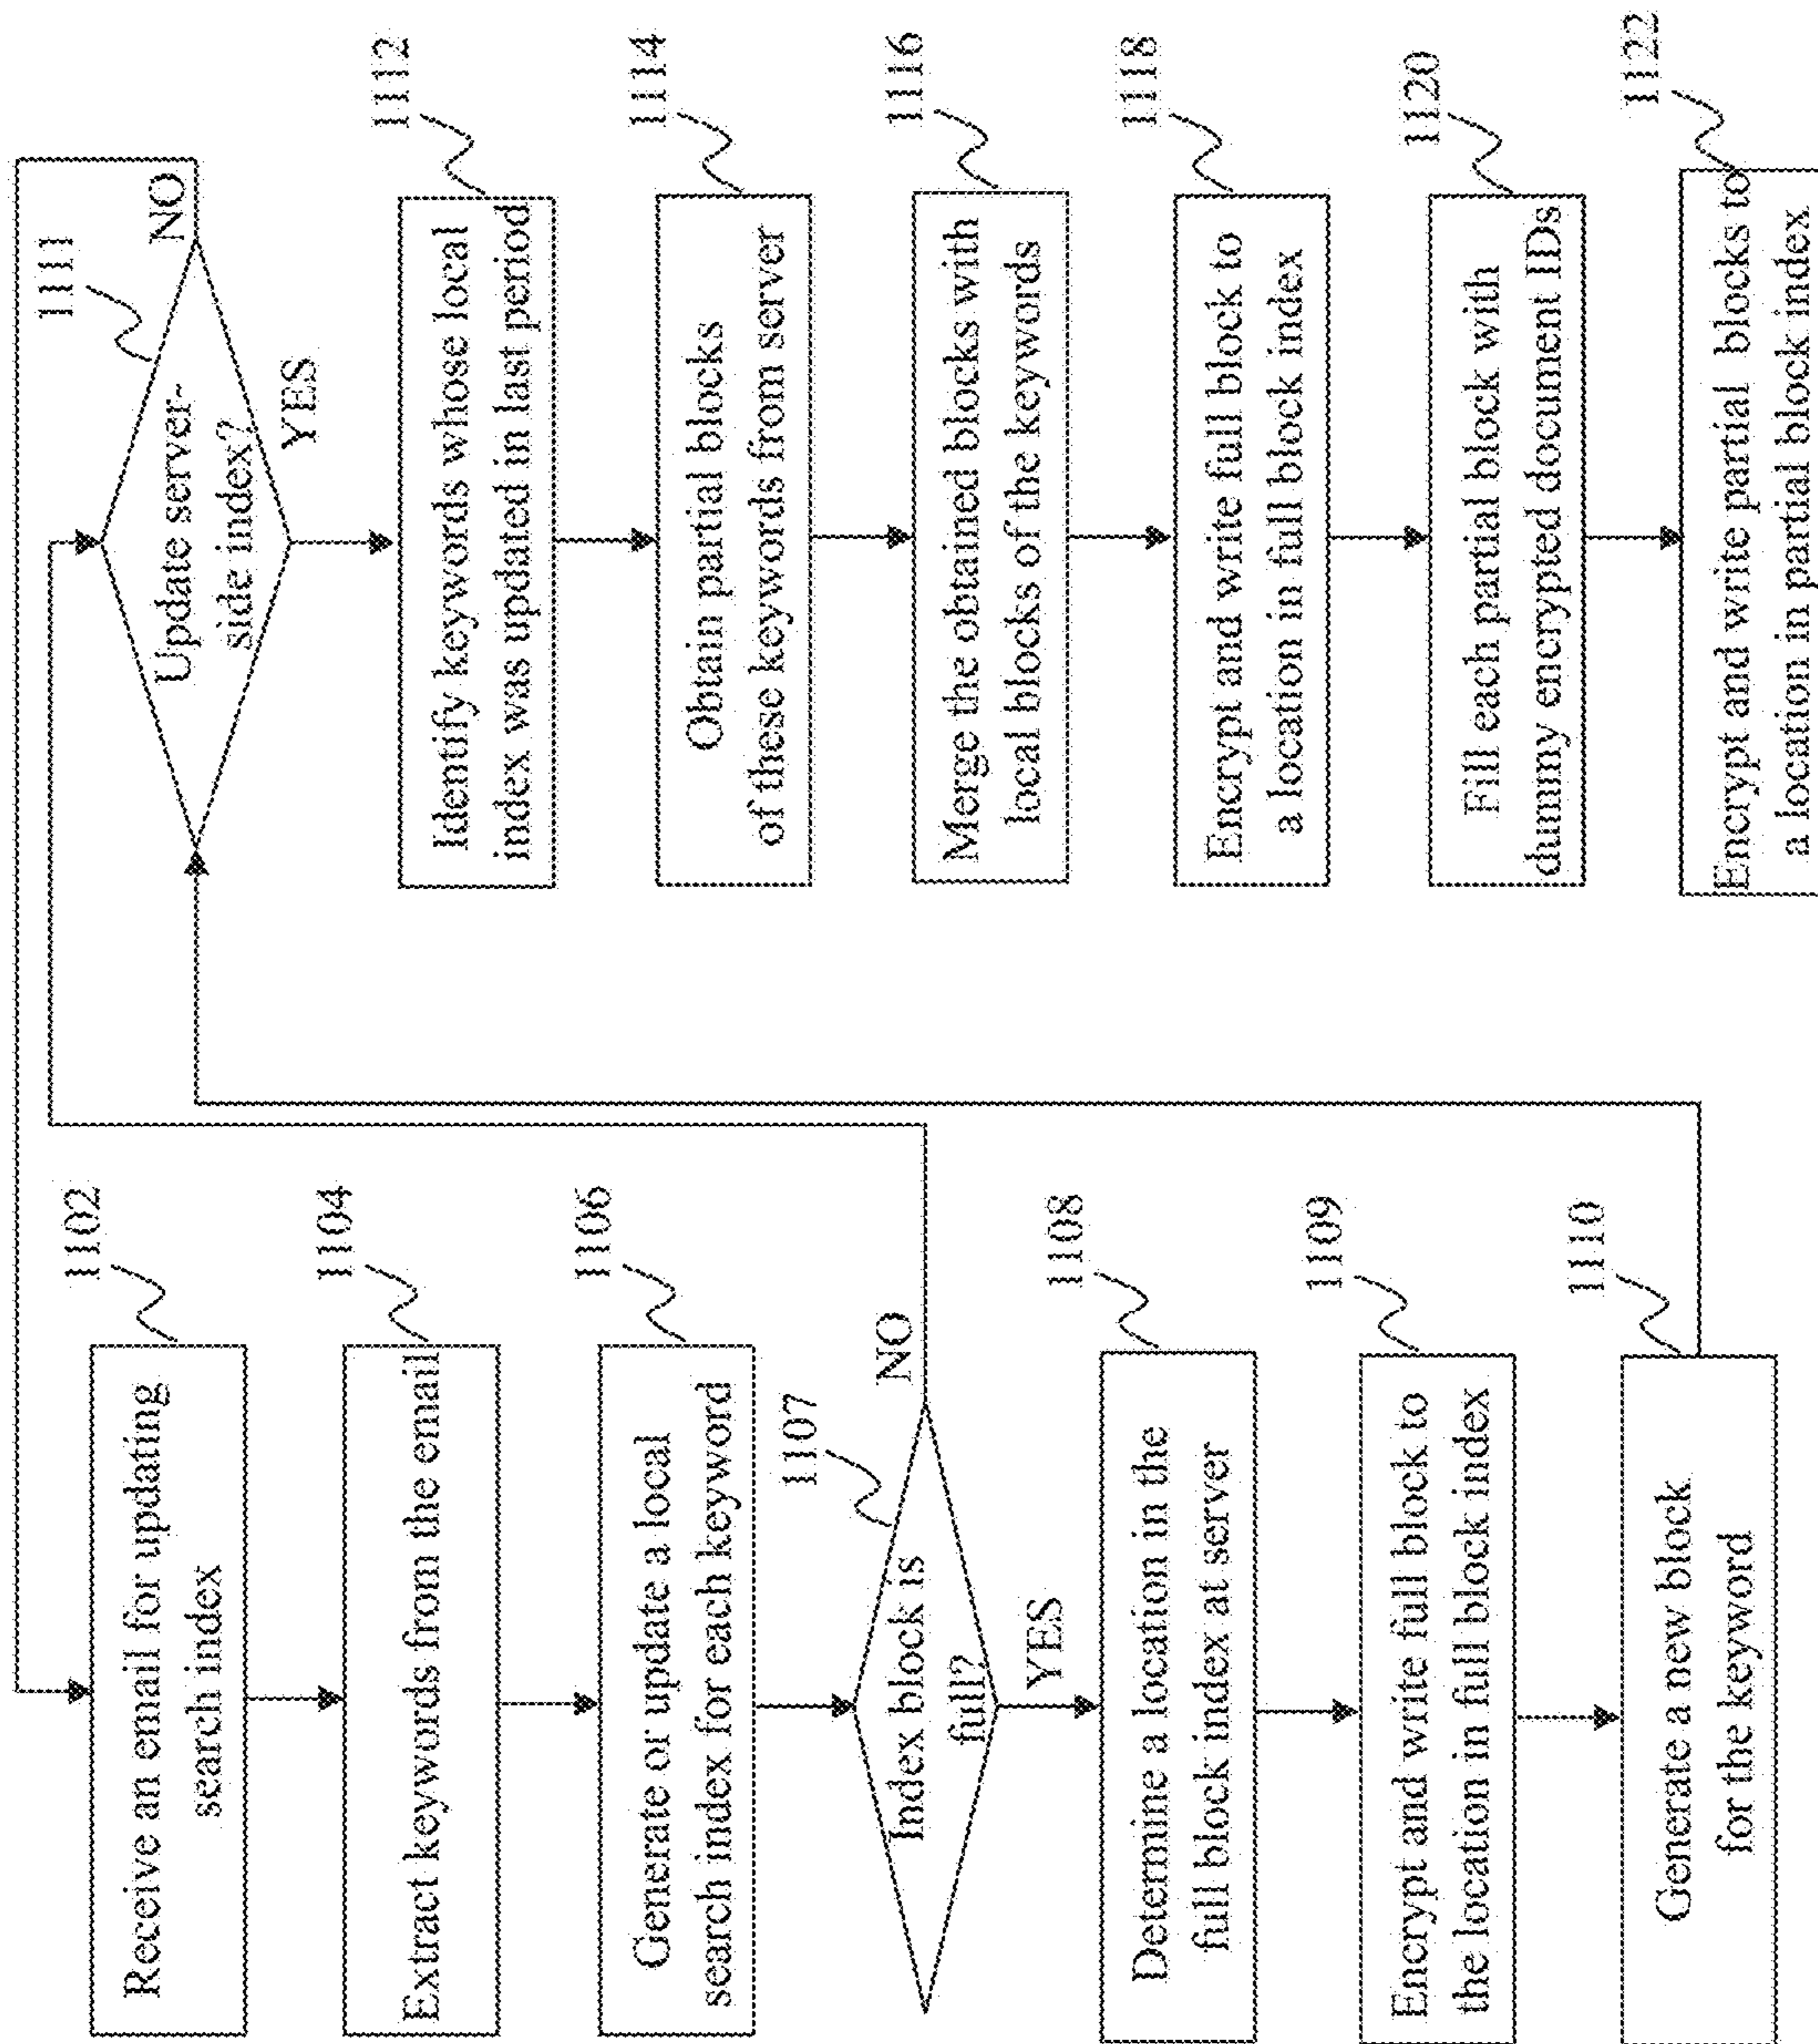 1102
Receive an email for updating
search index
1104
Extract keywords from the email
1106
Generate or update a local
search index for each keyword
1107
Index block is
full?
NO
YES
1108
Determine a location in the
full block index at server
1109
Encrypt and write full block to
the location in full block index
1110
Generate a new block
for the keyword
1111
Update server-
side index?
NO
YES
1112
Identify keywords whose local
index was updated in last period
1114
Obtain partial blocks
of these keywords from server
1116
Merge the obtained blocks with
local blocks of the keywords
1118
Encrypt and write full block to
a location in full block index
1120
Fill each partial block with
dummy encrypted document IDs
1122
Encrypt and write partial blocks to
a location in partial block index